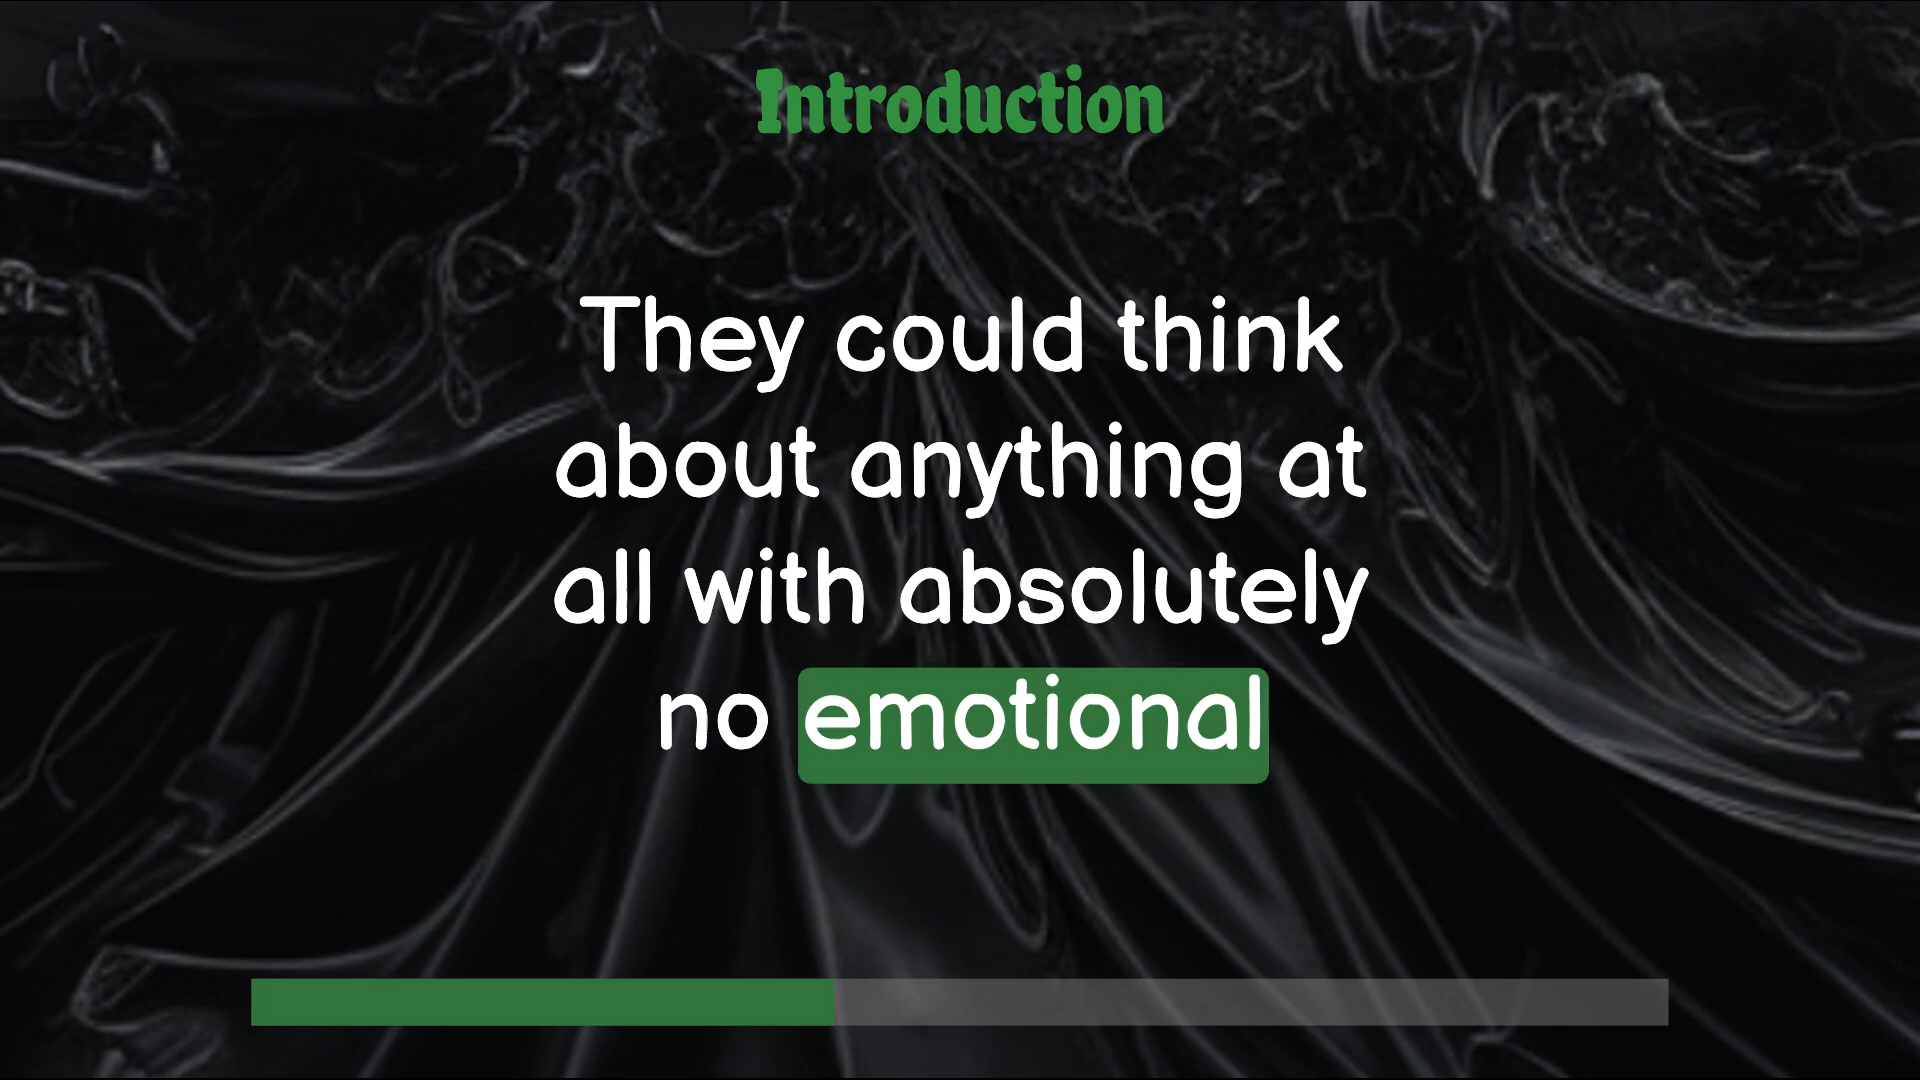 Introduction
They could think
about anything at
all with absolutely
no emotional